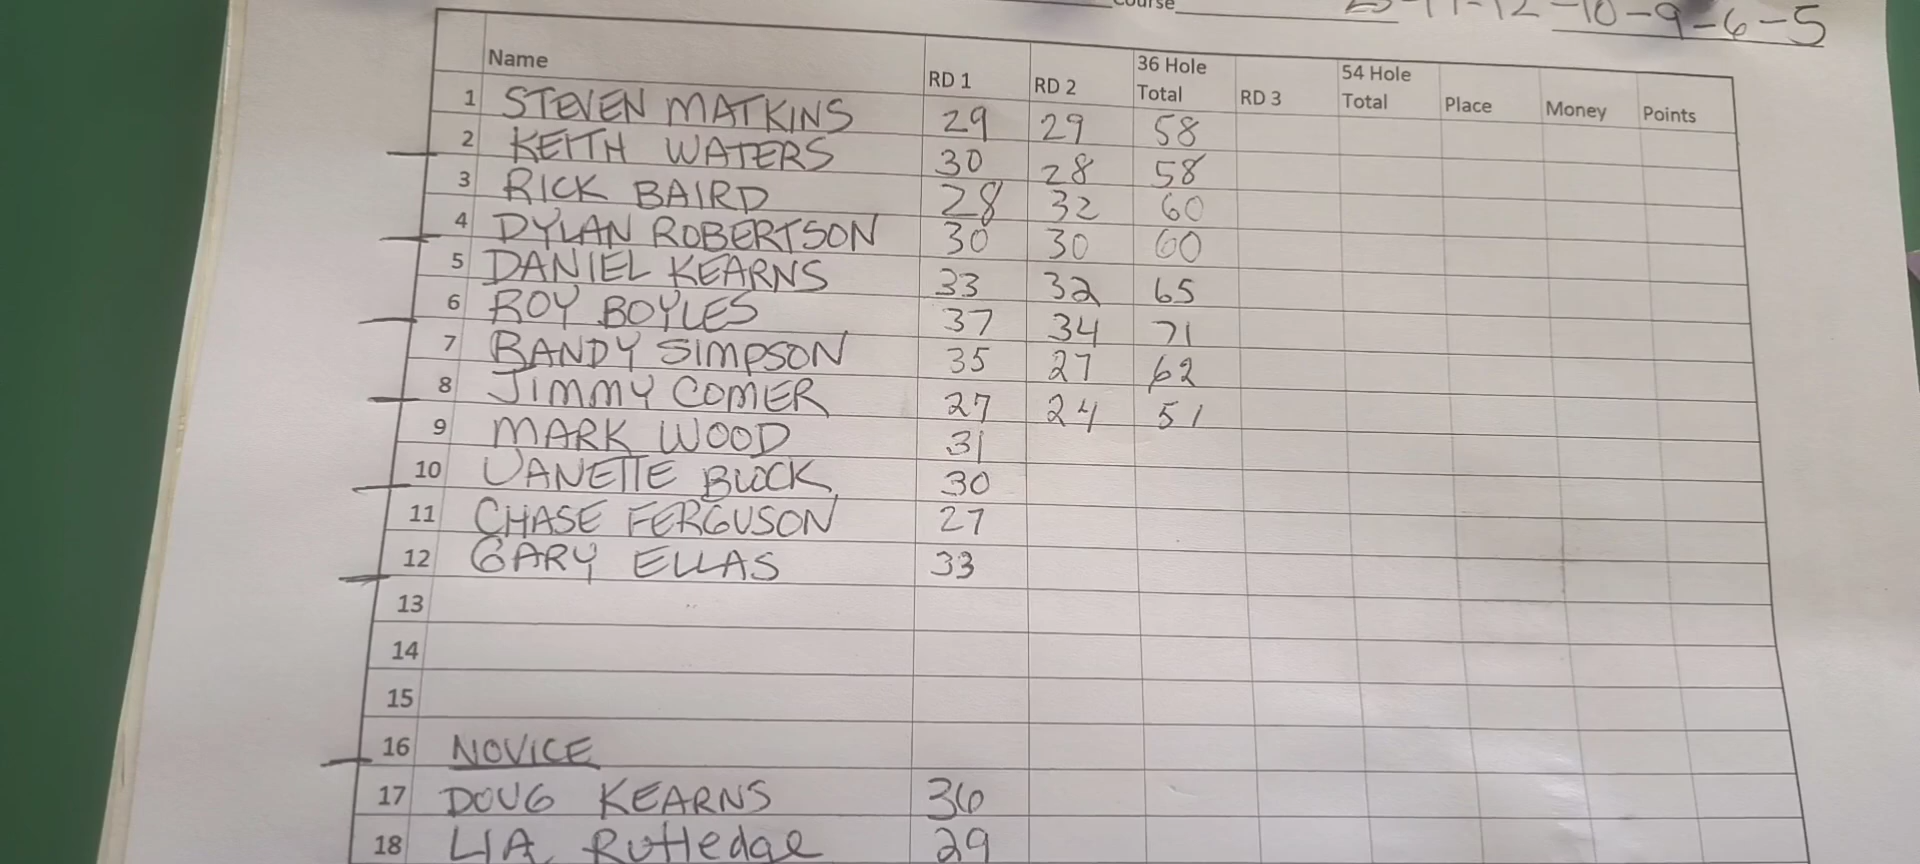 Course
-10-9-6-5
Name RD 1 RD 2 36 Hole Total RD 3 54 Hole Total Place Money Points
1 STEVEN MATKINS 29 29 58
2 KEITH WATERS 30 28 58
3 RICK BAIRD 28 32 60
4 DYLAN ROBERTSON 30 30 60
5 DANIEL KEARNS 33 32 65
6 ROY BOYLES 37 34 71
7 RANDY SIMPSON 35 27 62
8 JIMMY COMER 27 24 51
9 MARK WOOD 31
10 JANETTE BLOCK 30
11 CHASE FERGUSON 27
12 GARY ELLAS 33
13
14
15
16 NOVICE
17 DOUG KEARNS 36
18 LIA Rutledge 29